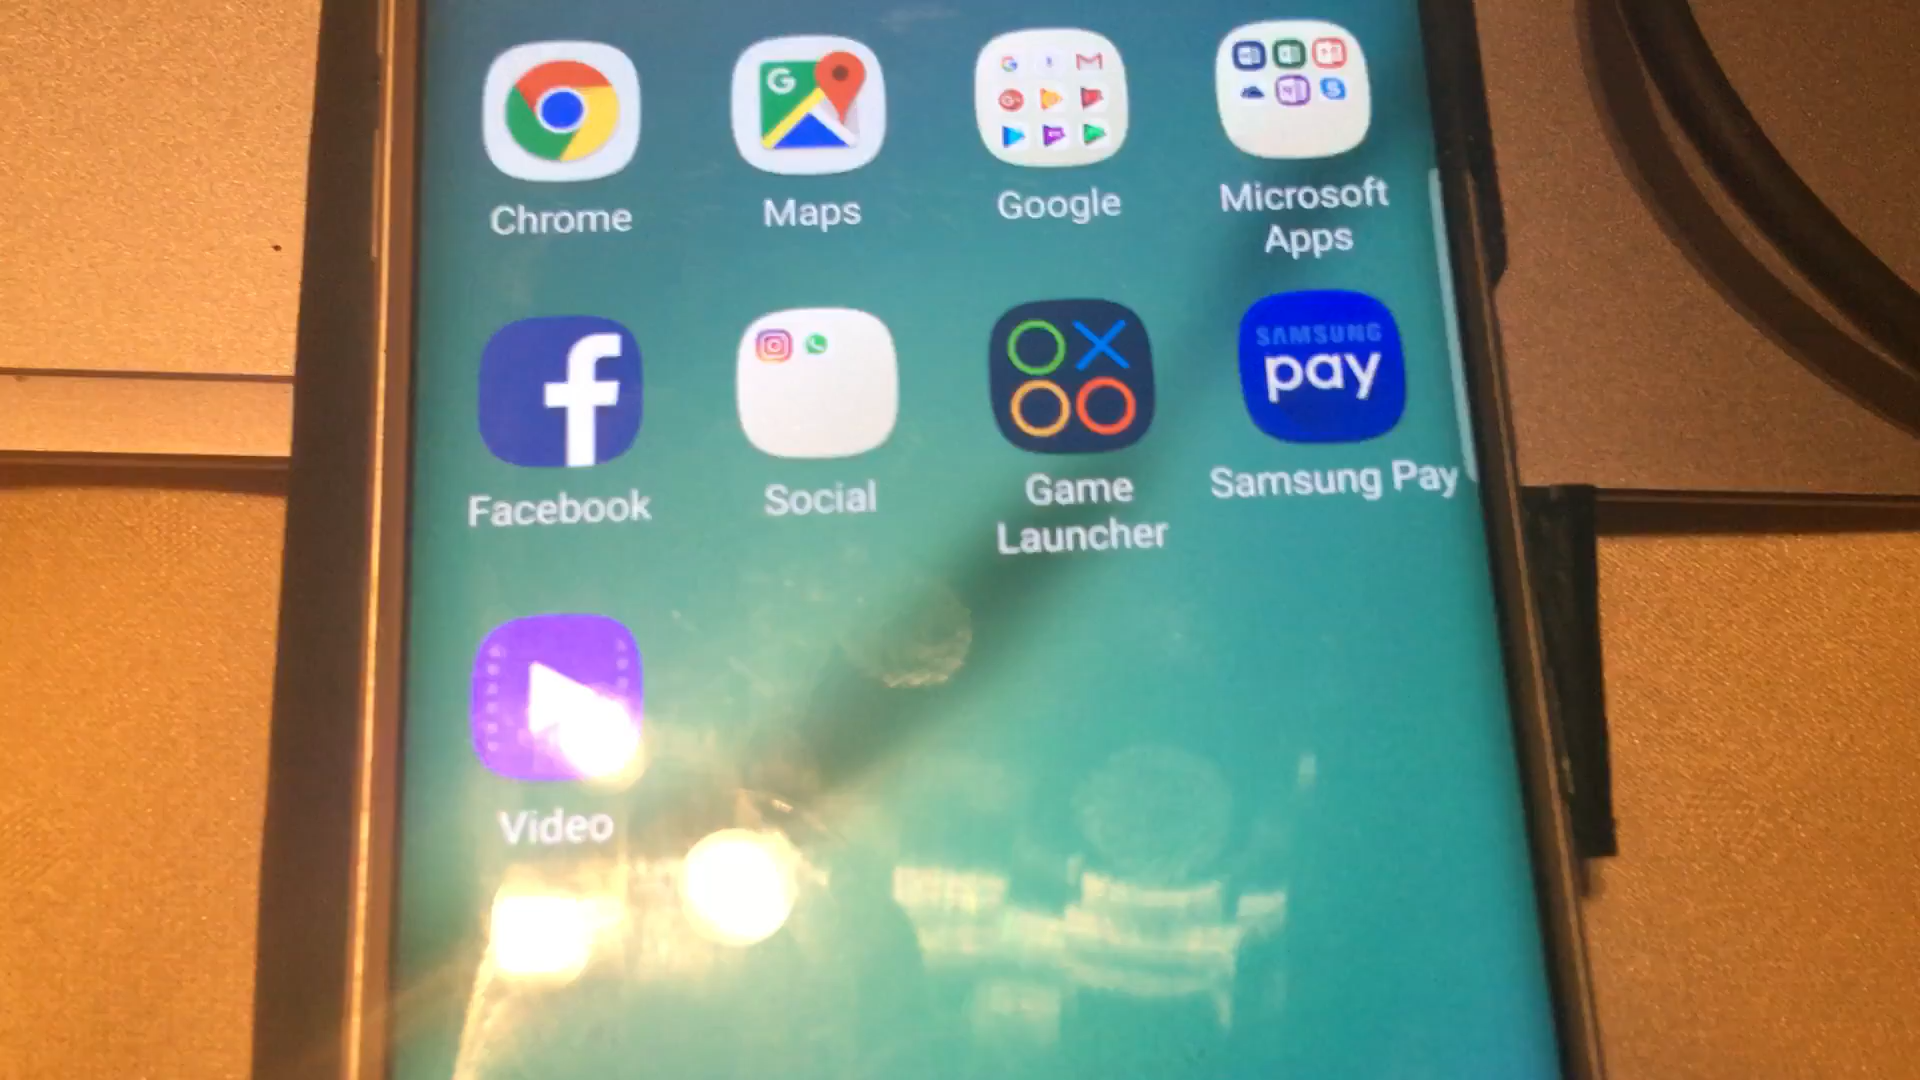 Chrome
Maps
Google
Microsoft
Apps
SAMSUNG
pay
Facebook
Social
Game
Launcher
Samsung Pay
Video